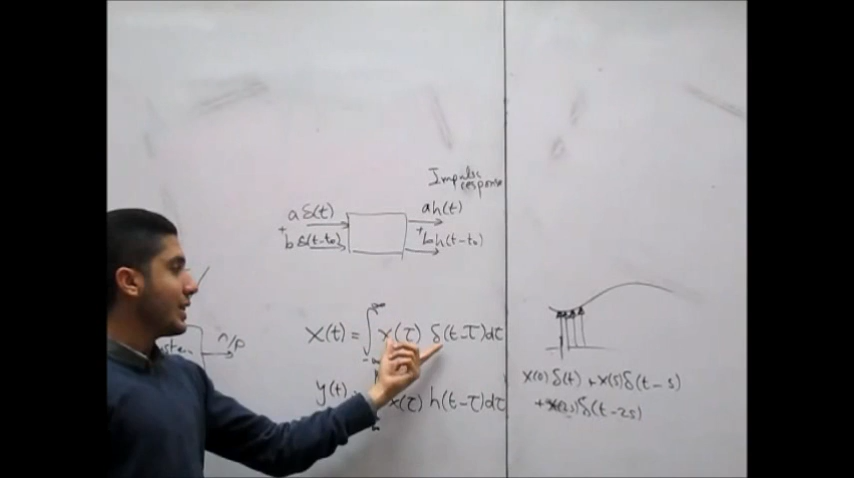 Impulse
response
aδ(t)
ah(t)
+
bδ(t-t₀)
+
bh(t-t₀)
o/p
x(t) = ∫ x(τ) δ(t-τ)dτ
y(t) = x(τ) h(t-τ)dτ
x(0)δ(t) + x(s)δ(t-s)
+x(2s)δ(t-2s)